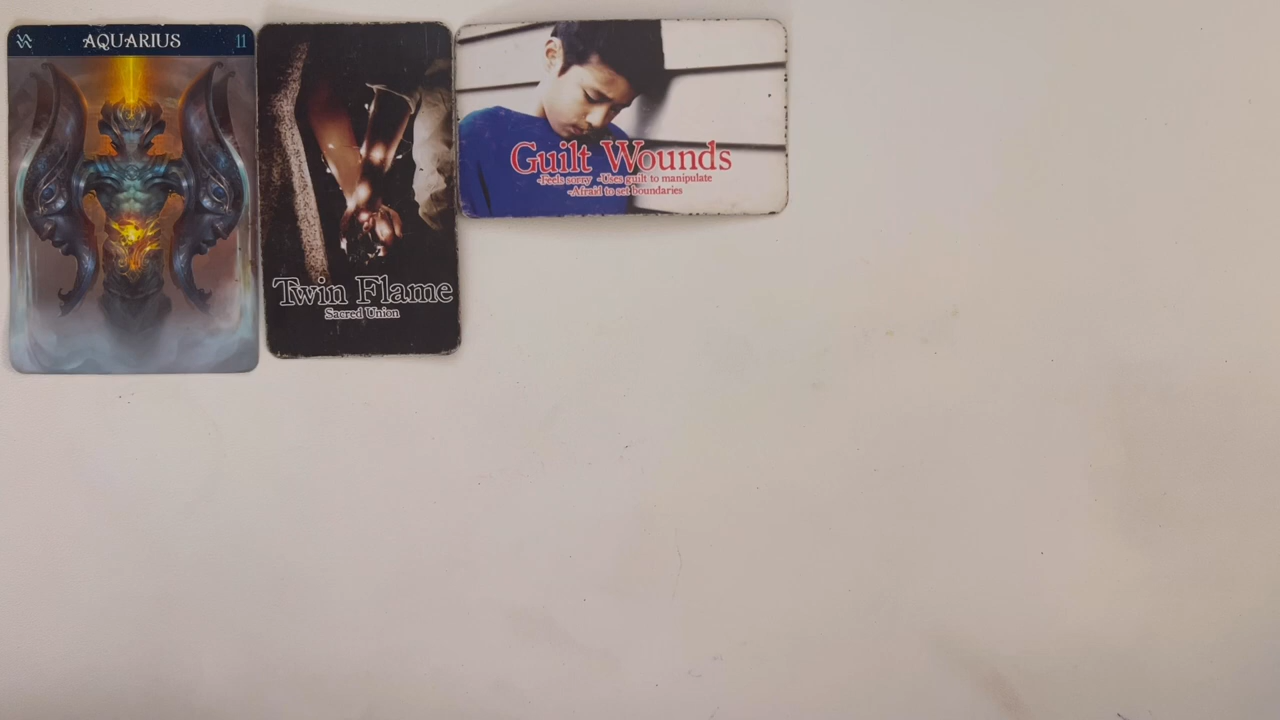 AQUARIUS 11
Twin Flame
Sacred Union
Guilt Wounds
-Feels sorry -Uses guilt to manipulate
-Afraid to set boundaries